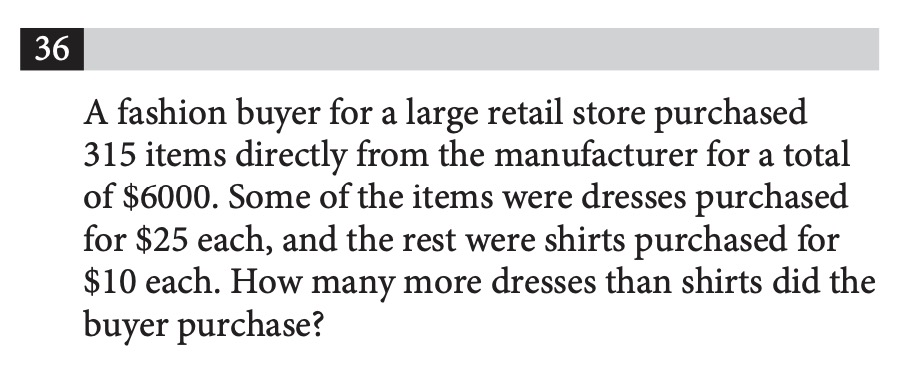 36
A fashion buyer for a large retail store purchased
315 items directly from the manufacturer for a total
of $6000. Some of the items were dresses purchased
for $25 each, and the rest were shirts purchased for
$10 each. How many more dresses than shirts did the
buyer purchase?